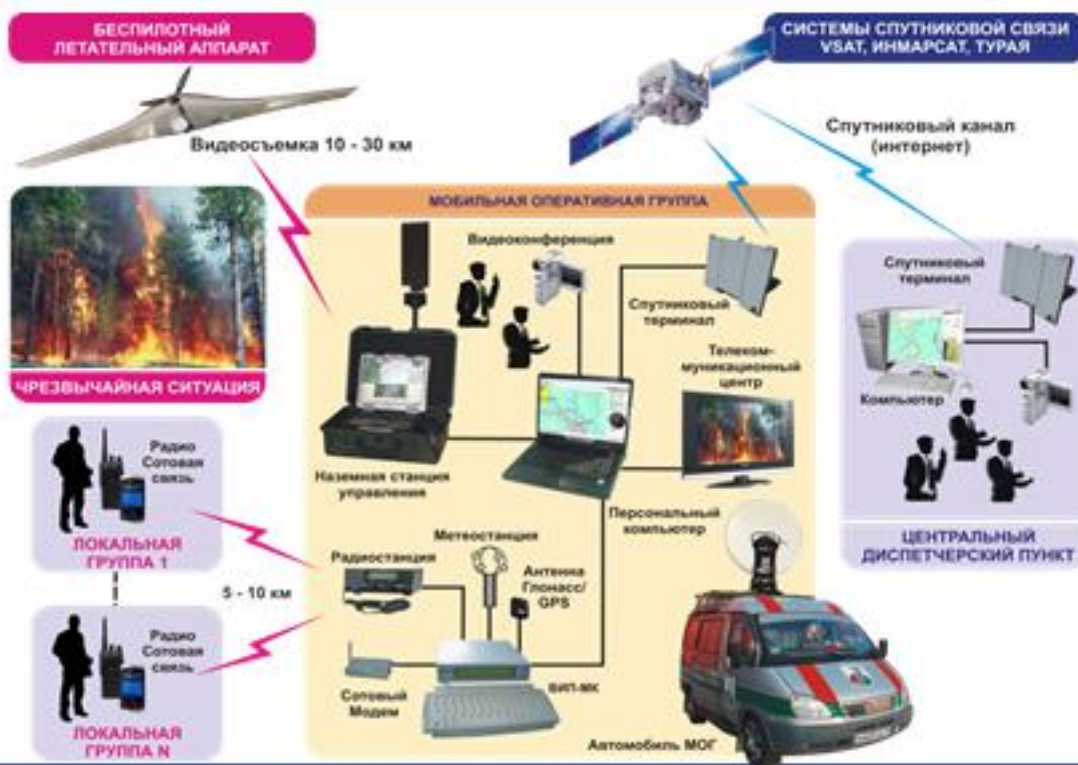 БЕСПИЛОТНЫЙ
ЛЕТАТЕЛЬНЫЙ АППАРАТ
СИСТЕМЫ СПУТНИКОВОЙ СВЯЗИ
VSAT, ИНМАРСАТ, ТУРАЯ
Видеосъемка 10 - 30 км
Спутниковый канал
(интернет)
ЧРЕЗВЫЧАЙНАЯ СИТУАЦИЯ
МОБИЛЬНАЯ ОПЕРАТИВНАЯ ГРУППА
Видеоконференция
Спутниковый
терминал
Телеком-
муникационный
центр
Наземная станция
управления
Персональный
компьютер
Метеостанция
Радиостанция
Антенна
Глонасс/
GPS
Сотовый
Модем
ВИП-МК
Автомобиль МОГ
Спутниковый
терминал
Компьютер
ЦЕНТРАЛЬНЫЙ
ДИСПЕТЧЕРСКИЙ ПУНКТ
Радио
Сотовая
связь
ЛОКАЛЬНАЯ
ГРУППА 1
5 - 10 км
Радио
Сотовая
связь
ЛОКАЛЬНАЯ
ГРУППА N